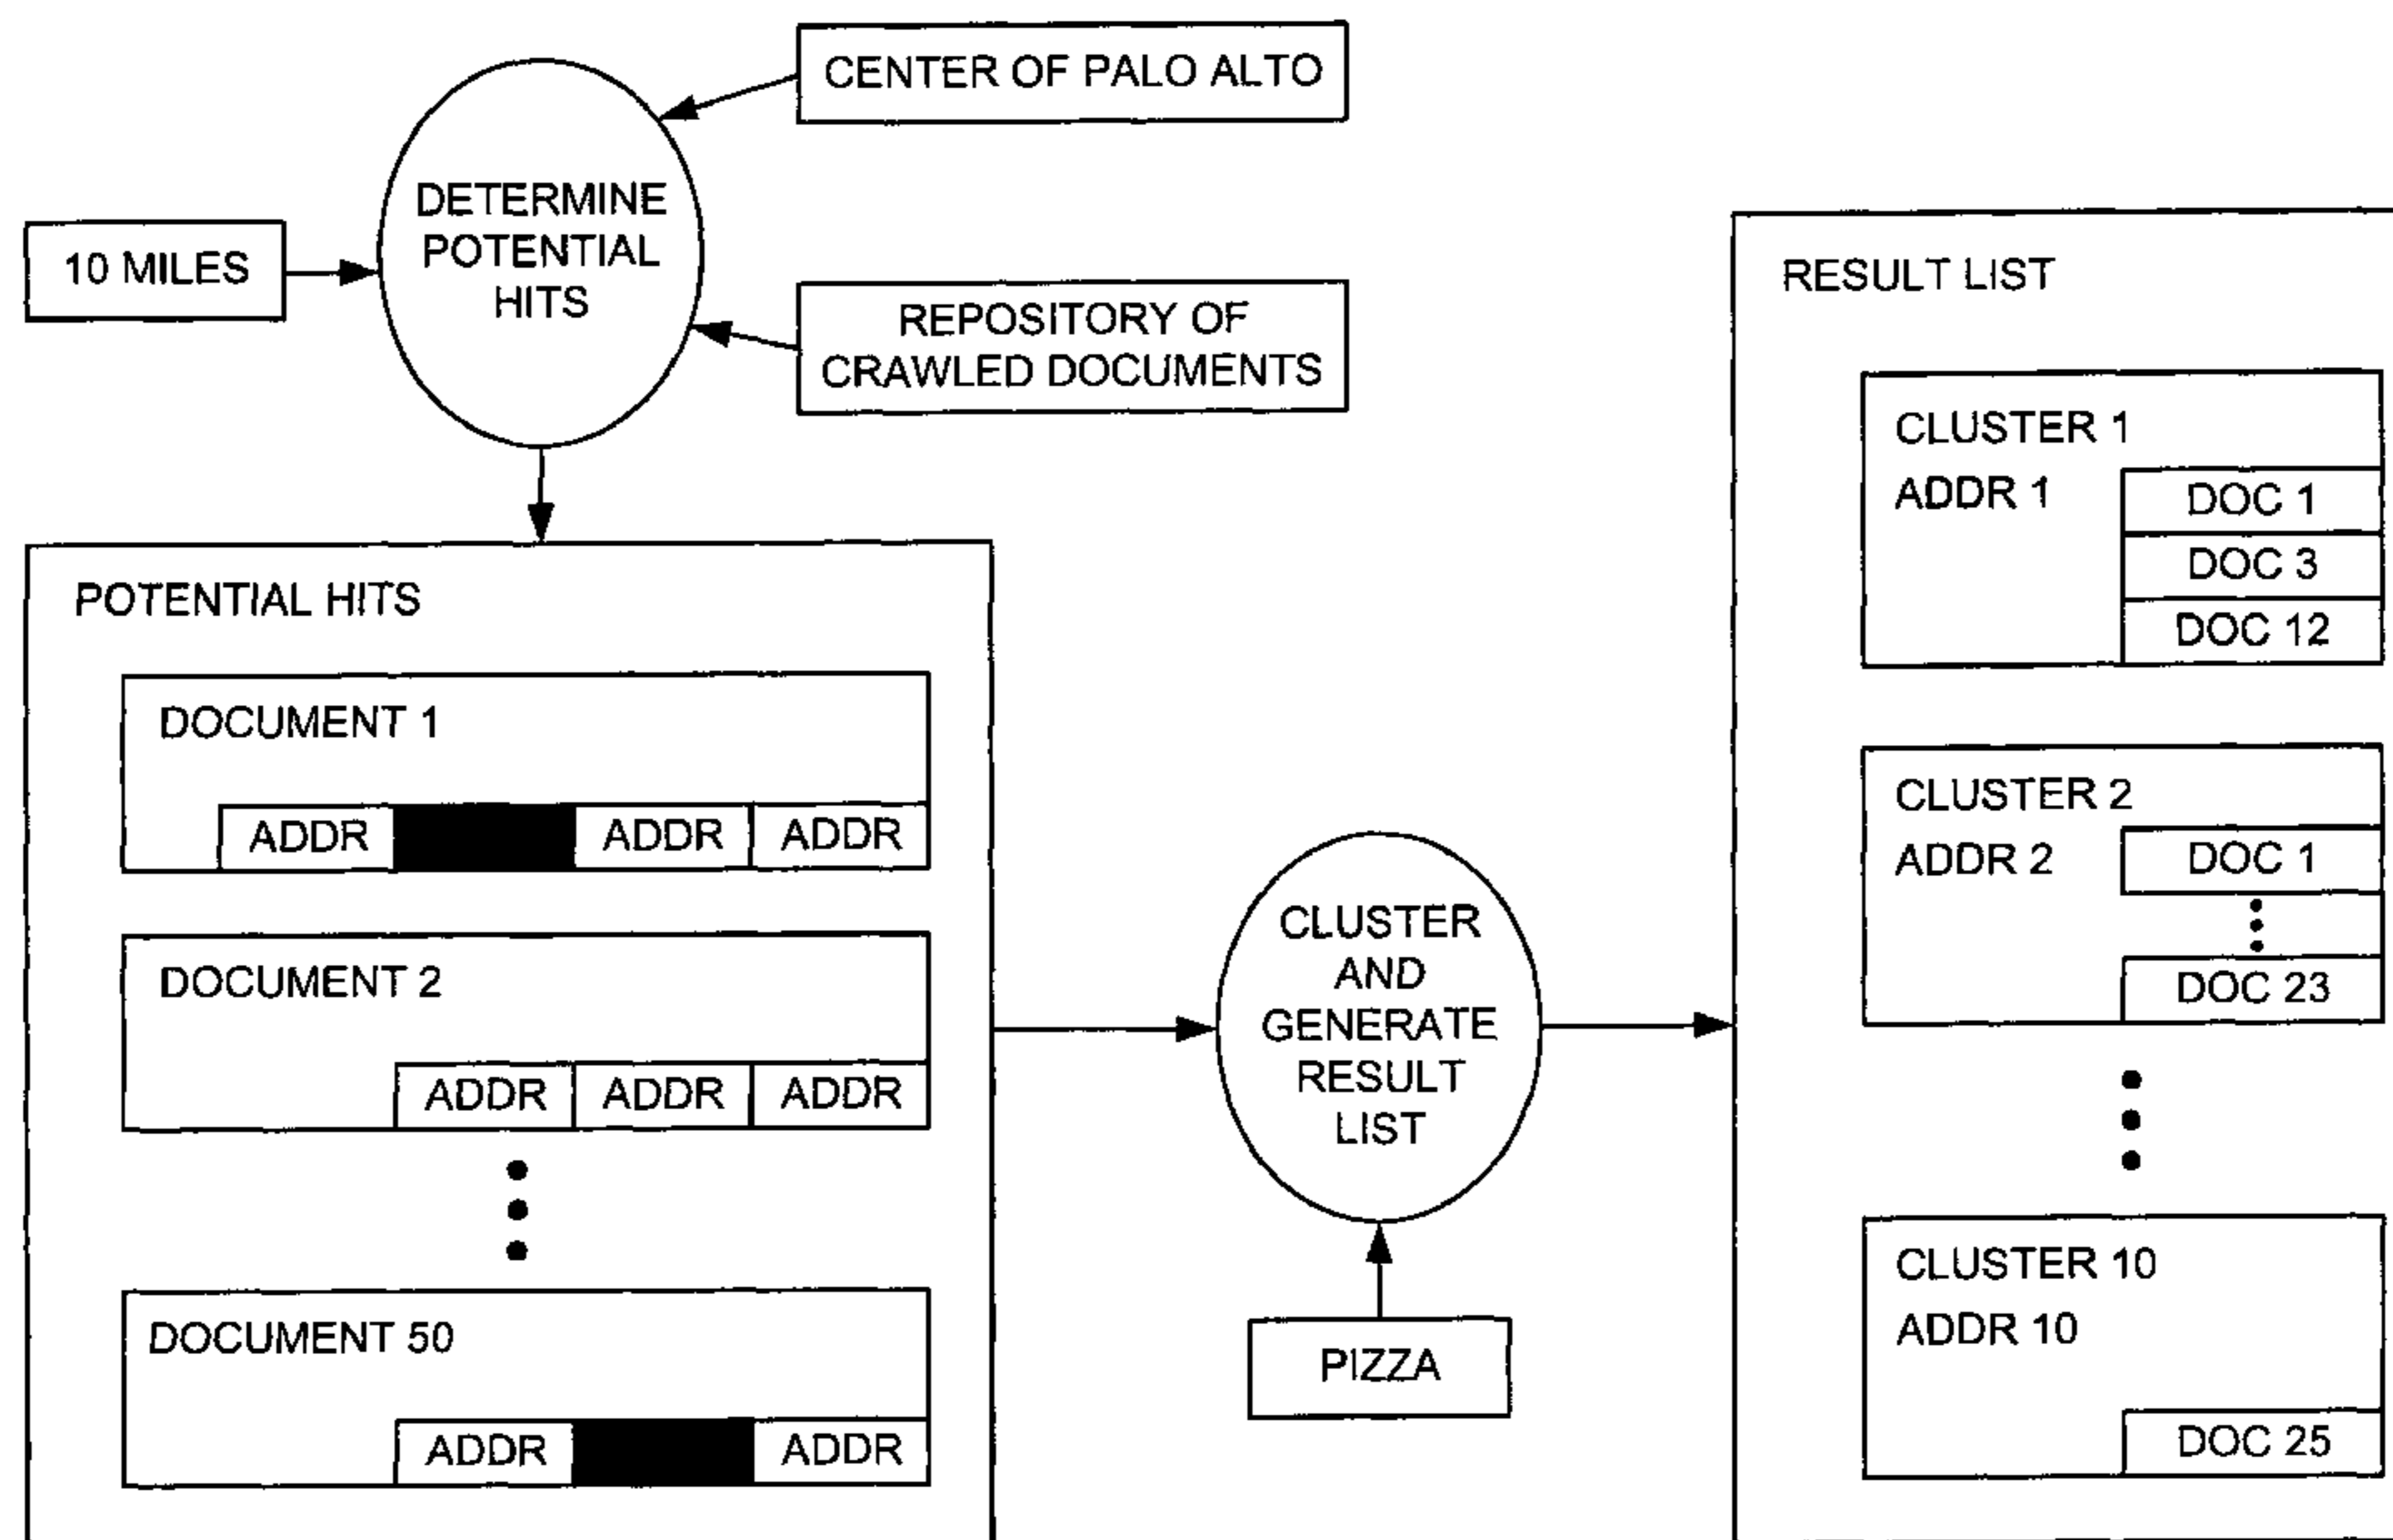 CENTER OF PALO ALTO
DETERMINE
POTENTIAL
HITS
10 MILES
REPOSITORY OF
CRAWLED DOCUMENTS
POTENTIAL HITS
DOCUMENT 1
ADDR ADDR ADDR
DOCUMENT 2
ADDR ADDR ADDR
DOCUMENT 50
ADDR ADDR
CLUSTER
AND
GENERATE
RESULT
LIST
PIZZA
RESULT LIST
CLUSTER 1
ADDR 1
DOC 1
DOC 3
DOC 12
CLUSTER 2
ADDR 2
DOC 1
DOC 23
CLUSTER 10
ADDR 10
DOC 25